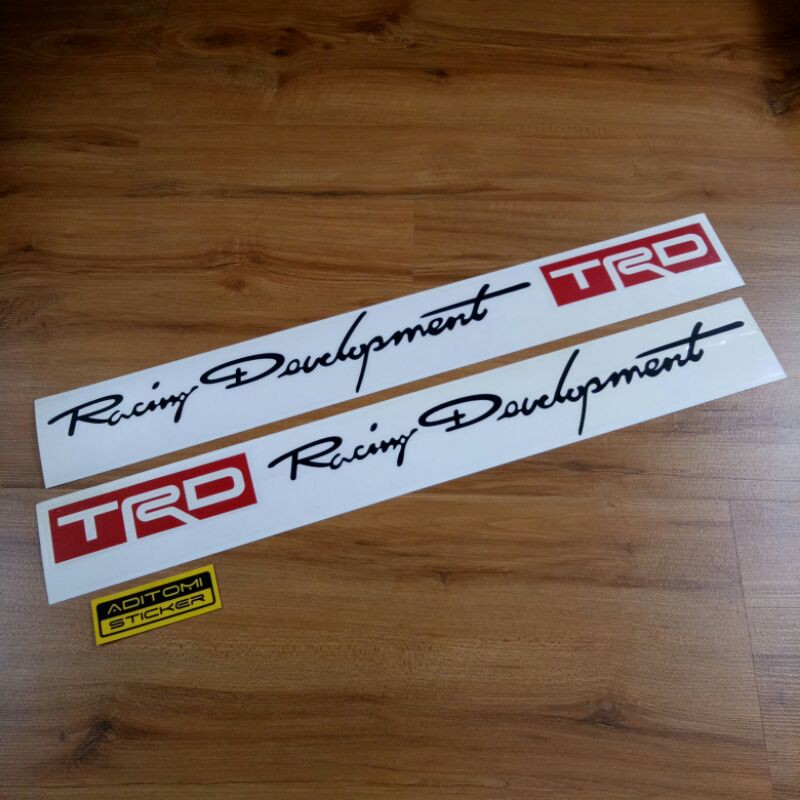 Racing Development TRD
TRD Racing Development
ADITOMI
STICKER